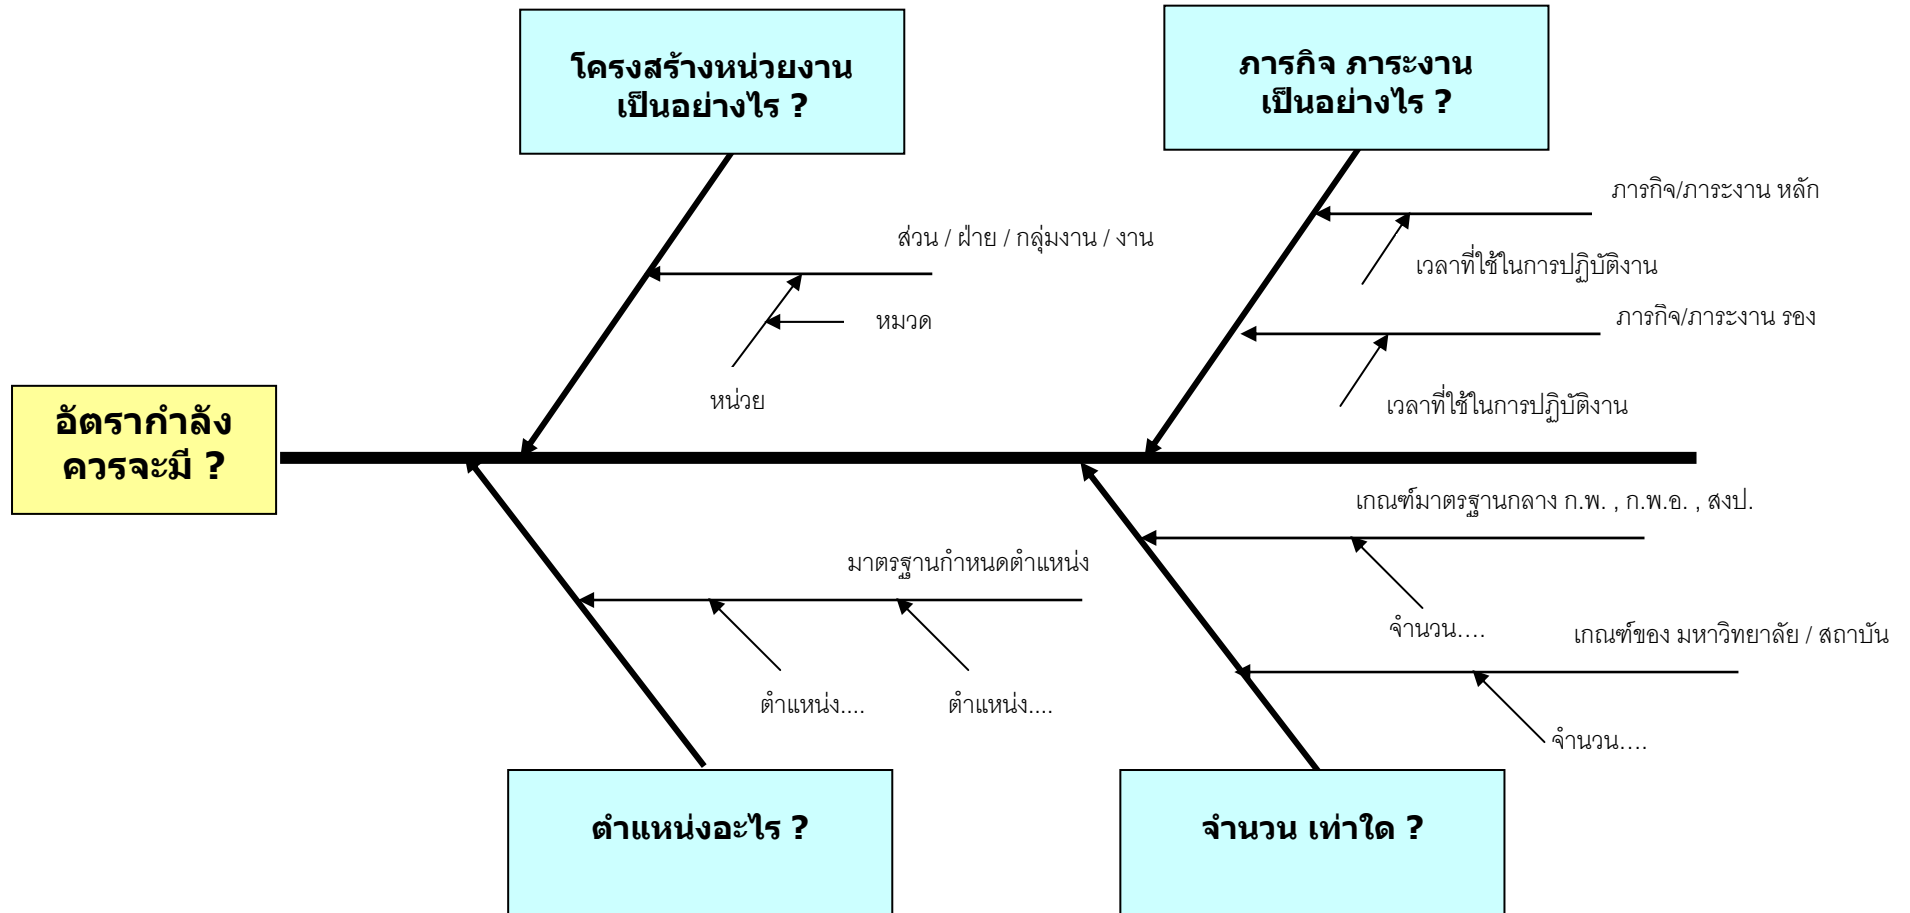 โครงสร้างหน่วยงาน
เป็นอย่างไร ?
ภารกิจ ภาระงาน
เป็นอย่างไร ?
ภารกิจ/ภาระงาน หลัก
ส่วน / ฝ่าย / กลุ่มงาน / งาน
เวลาที่ใช้ในการปฏิบัติงาน
หมวด
ภารกิจ/ภาระงาน รอง
หน่วย
เวลาที่ใช้ในการปฏิบัติงาน
อัตรากำลัง
ควรจะมี ?
เกณฑ์มาตรฐานกลาง ก.พ. , ก.พ.อ. , สงป.
มาตรฐานกำหนดตำแหน่ง
จำนวน....
เกณฑ์ของ มหาวิทยาลัย / สถาบัน
ตำแหน่ง....
ตำแหน่ง....
จำนวน....
ตำแหน่งอะไร ?
จำนวน เท่าใด ?